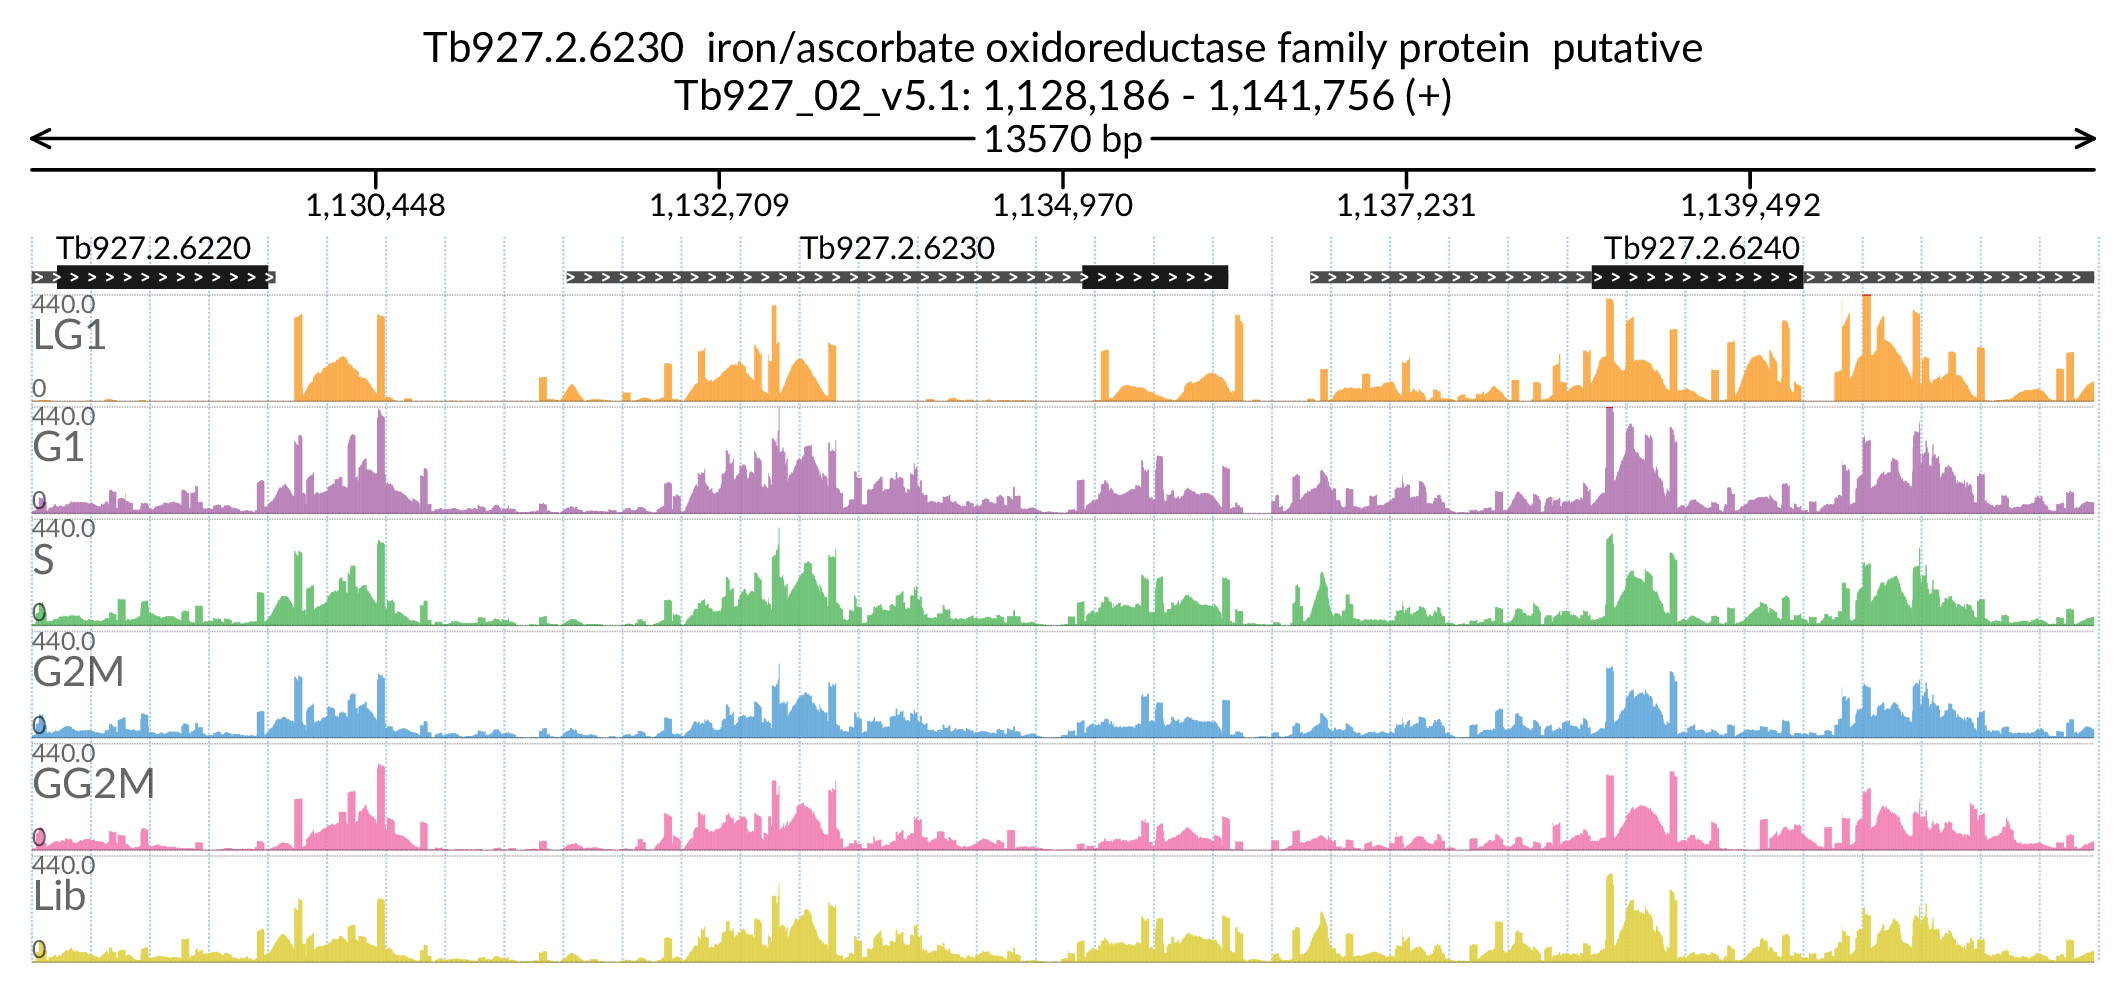 Tb927.2.6230  iron/ascorbate oxidoreductase family protein  putative
Tb927_02_v5.1: 1,128,186 - 1,141,756 (+)
13570 bp
1,130,448 1,132,709 1,134,970 1,137,231 1,139,492
Tb927.2.6220 Tb927.2.6230 Tb927.2.6240
440.0
LG1
0
440.0
G1
0
440.0
S
0
440.0
G2M
0
440.0
GG2M
0
440.0
Lib
0